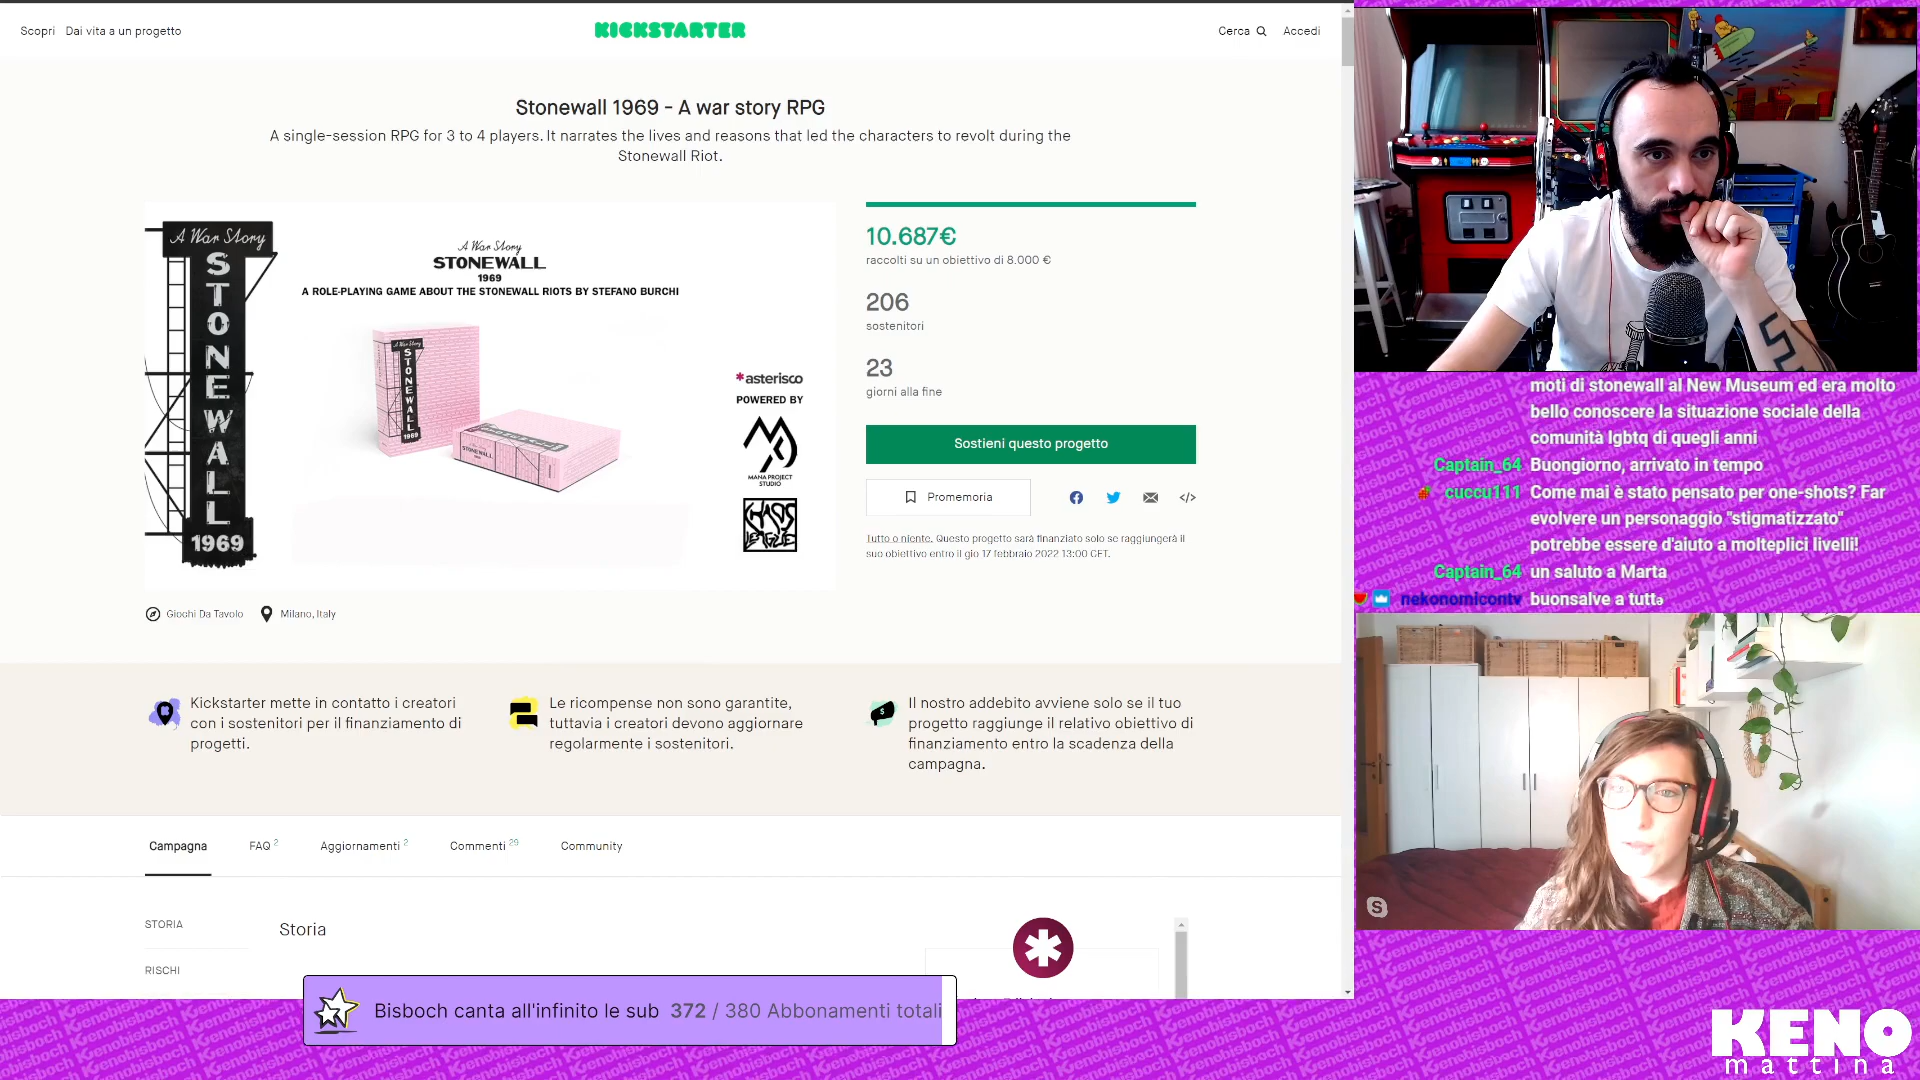 Scopri Dai vita a un progetto
KICKSTARTER
Cerca Accedi
Stonewall 1969 - A war story RPG
A single-session RPG for 3 to 4 players. It narrates the lives and reasons that led the characters to revolt during the
Stonewall Riot.
A War Story
STONEWALL
1969
A War Story
STONEWALL
1969
A ROLE-PLAYING GAME ABOUT THE STONEWALL RIOTS BY STEFANO BURCHI
A War Story
STONEWALL
1969
STONEWALL
*asterisco
POWERED BY
MANA PROJECT
STUDIO
CHAOS
LEAGUE
10.687€
raccolti su un obiettivo di 8.000 €
206
sostenitori
23
giorni alla fine
Sostieni questo progetto
Promemoria
Tutto o niente. Questo progetto sarà finanziato solo se raggiungerà il
suo obiettivo entro il gio 17 febbraio 2022 13:00 CET.
Giochi Da Tavolo Milano, Italy
Kickstarter mette in contatto i creatori
con i sostenitori per il finanziamento di
progetti.
Le ricompense non sono garantite,
tuttavia i creatori devono aggiornare
regolarmente i sostenitori.
Il nostro addebito avviene solo se il tuo
progetto raggiunge il relativo obiettivo di
finanziamento entro la scadenza della
campagna.
Campagna FAQ 2 Aggiornamenti 2 Commenti 29 Community
STORIA
RISCHI
Storia
Bisboch canta all'infinito le sub 372 / 380 Abbonamenti totali
moti di stonewall al New Museum ed era molto
bello conoscere la situazione sociale della
comunità lgbtq di quegli anni
Captain_64 Buongiorno, arrivato in tempo
cuccu111 Come mai è stato pensato per one-shots? Far
evolvere un personaggio "stigmatizzato"
potrebbe essere d'aiuto a molteplici livelli!
Captain_64 un saluto a Marta
nekonomicontv buonsalve a tuttə
KENO
mattina